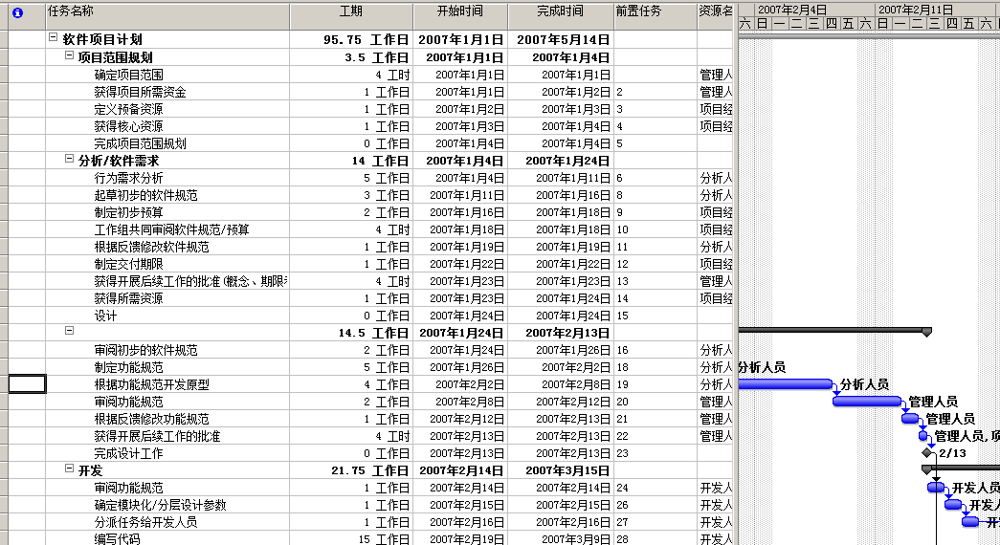 任务名称 工期 开始时间 完成时间 前置任务 资源名 2007年2月4日 2007年2月11日
六 日 一 二 三 四 五 六 日 一 二 三 四 五 六
软件项目计划 95.75 工作日 2007年1月1日 2007年5月14日
项目范围规划 3.5 工作日 2007年1月1日 2007年1月4日
确定项目范围 4 工时 2007年1月1日 2007年1月1日 管理人
获得项目所需资金 1 工作日 2007年1月1日 2007年1月2日 2 管理人
定义预备资源 1 工作日 2007年1月2日 2007年1月3日 3 项目经
获得核心资源 1 工作日 2007年1月3日 2007年1月4日 4 项目经
完成项目范围规划 0 工作日 2007年1月4日 2007年1月4日 5
分析/软件需求 14 工作日 2007年1月4日 2007年1月24日
行为需求分析 5 工作日 2007年1月4日 2007年1月11日 6 分析人
起草初步的软件规范 3 工作日 2007年1月11日 2007年1月16日 8 分析人
制定初步预算 2 工作日 2007年1月16日 2007年1月18日 9 项目经
工作组共同审阅软件规范/预算 4 工时 2007年1月18日 2007年1月18日 10 项目经
根据反馈修改软件规范 1 工作日 2007年1月19日 2007年1月19日 11 分析人
制定交付期限 1 工作日 2007年1月22日 2007年1月22日 12 项目经
获得开展后续工作的批准(概念、期限 4 工时 2007年1月23日 2007年1月23日 13 管理人
获得所需资源 1 工作日 2007年1月23日 2007年1月24日 14 项目经
设计 0 工作日 2007年1月24日 2007年1月24日 15
14.5 工作日 2007年1月24日 2007年2月13日
审阅初步的软件规范 2 工作日 2007年1月24日 2007年1月26日 16 分析人
制定功能规范 5 工作日 2007年1月26日 2007年2月2日 18 分析人 分析人员
根据功能规范开发原型 4 工作日 2007年2月2日 2007年2月8日 19 分析人 分析人员
审阅功能规范 2 工作日 2007年2月8日 2007年2月12日 20 管理人 管理人员
根据反馈修改功能规范 1 工作日 2007年2月12日 2007年2月13日 21 管理人 管理人员
获得开展后续工作的批准 4 工时 2007年2月13日 2007年2月13日 22 管理人 管理人员,项
完成设计工作 0 工作日 2007年2月13日 2007年2月13日 23 2/13
开发 21.75 工作日 2007年2月14日 2007年3月15日
审阅功能规范 1 工作日 2007年2月14日 2007年2月14日 24 开发人 开发人员
确定模块化/分层设计参数 1 工作日 2007年2月15日 2007年2月15日 26 开发人 开发人
分派任务给开发人员 1 工作日 2007年2月16日 2007年2月16日 27 开发人 开
编写代码 15 工作日 2007年2月19日 2007年3月9日 28 开发人